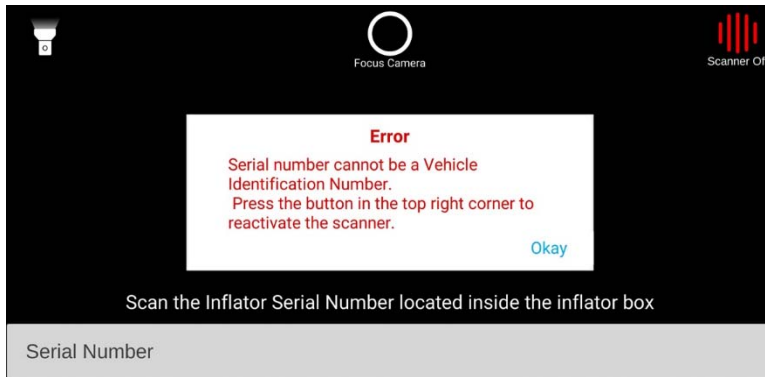 Focus Camera
Scanner Of
Error
Serial number cannot be a Vehicle
Identification Number.
Press the button in the top right corner to
reactivate the scanner.
Okay
Scan the Inflator Serial Number located inside the inflator box
Serial Number